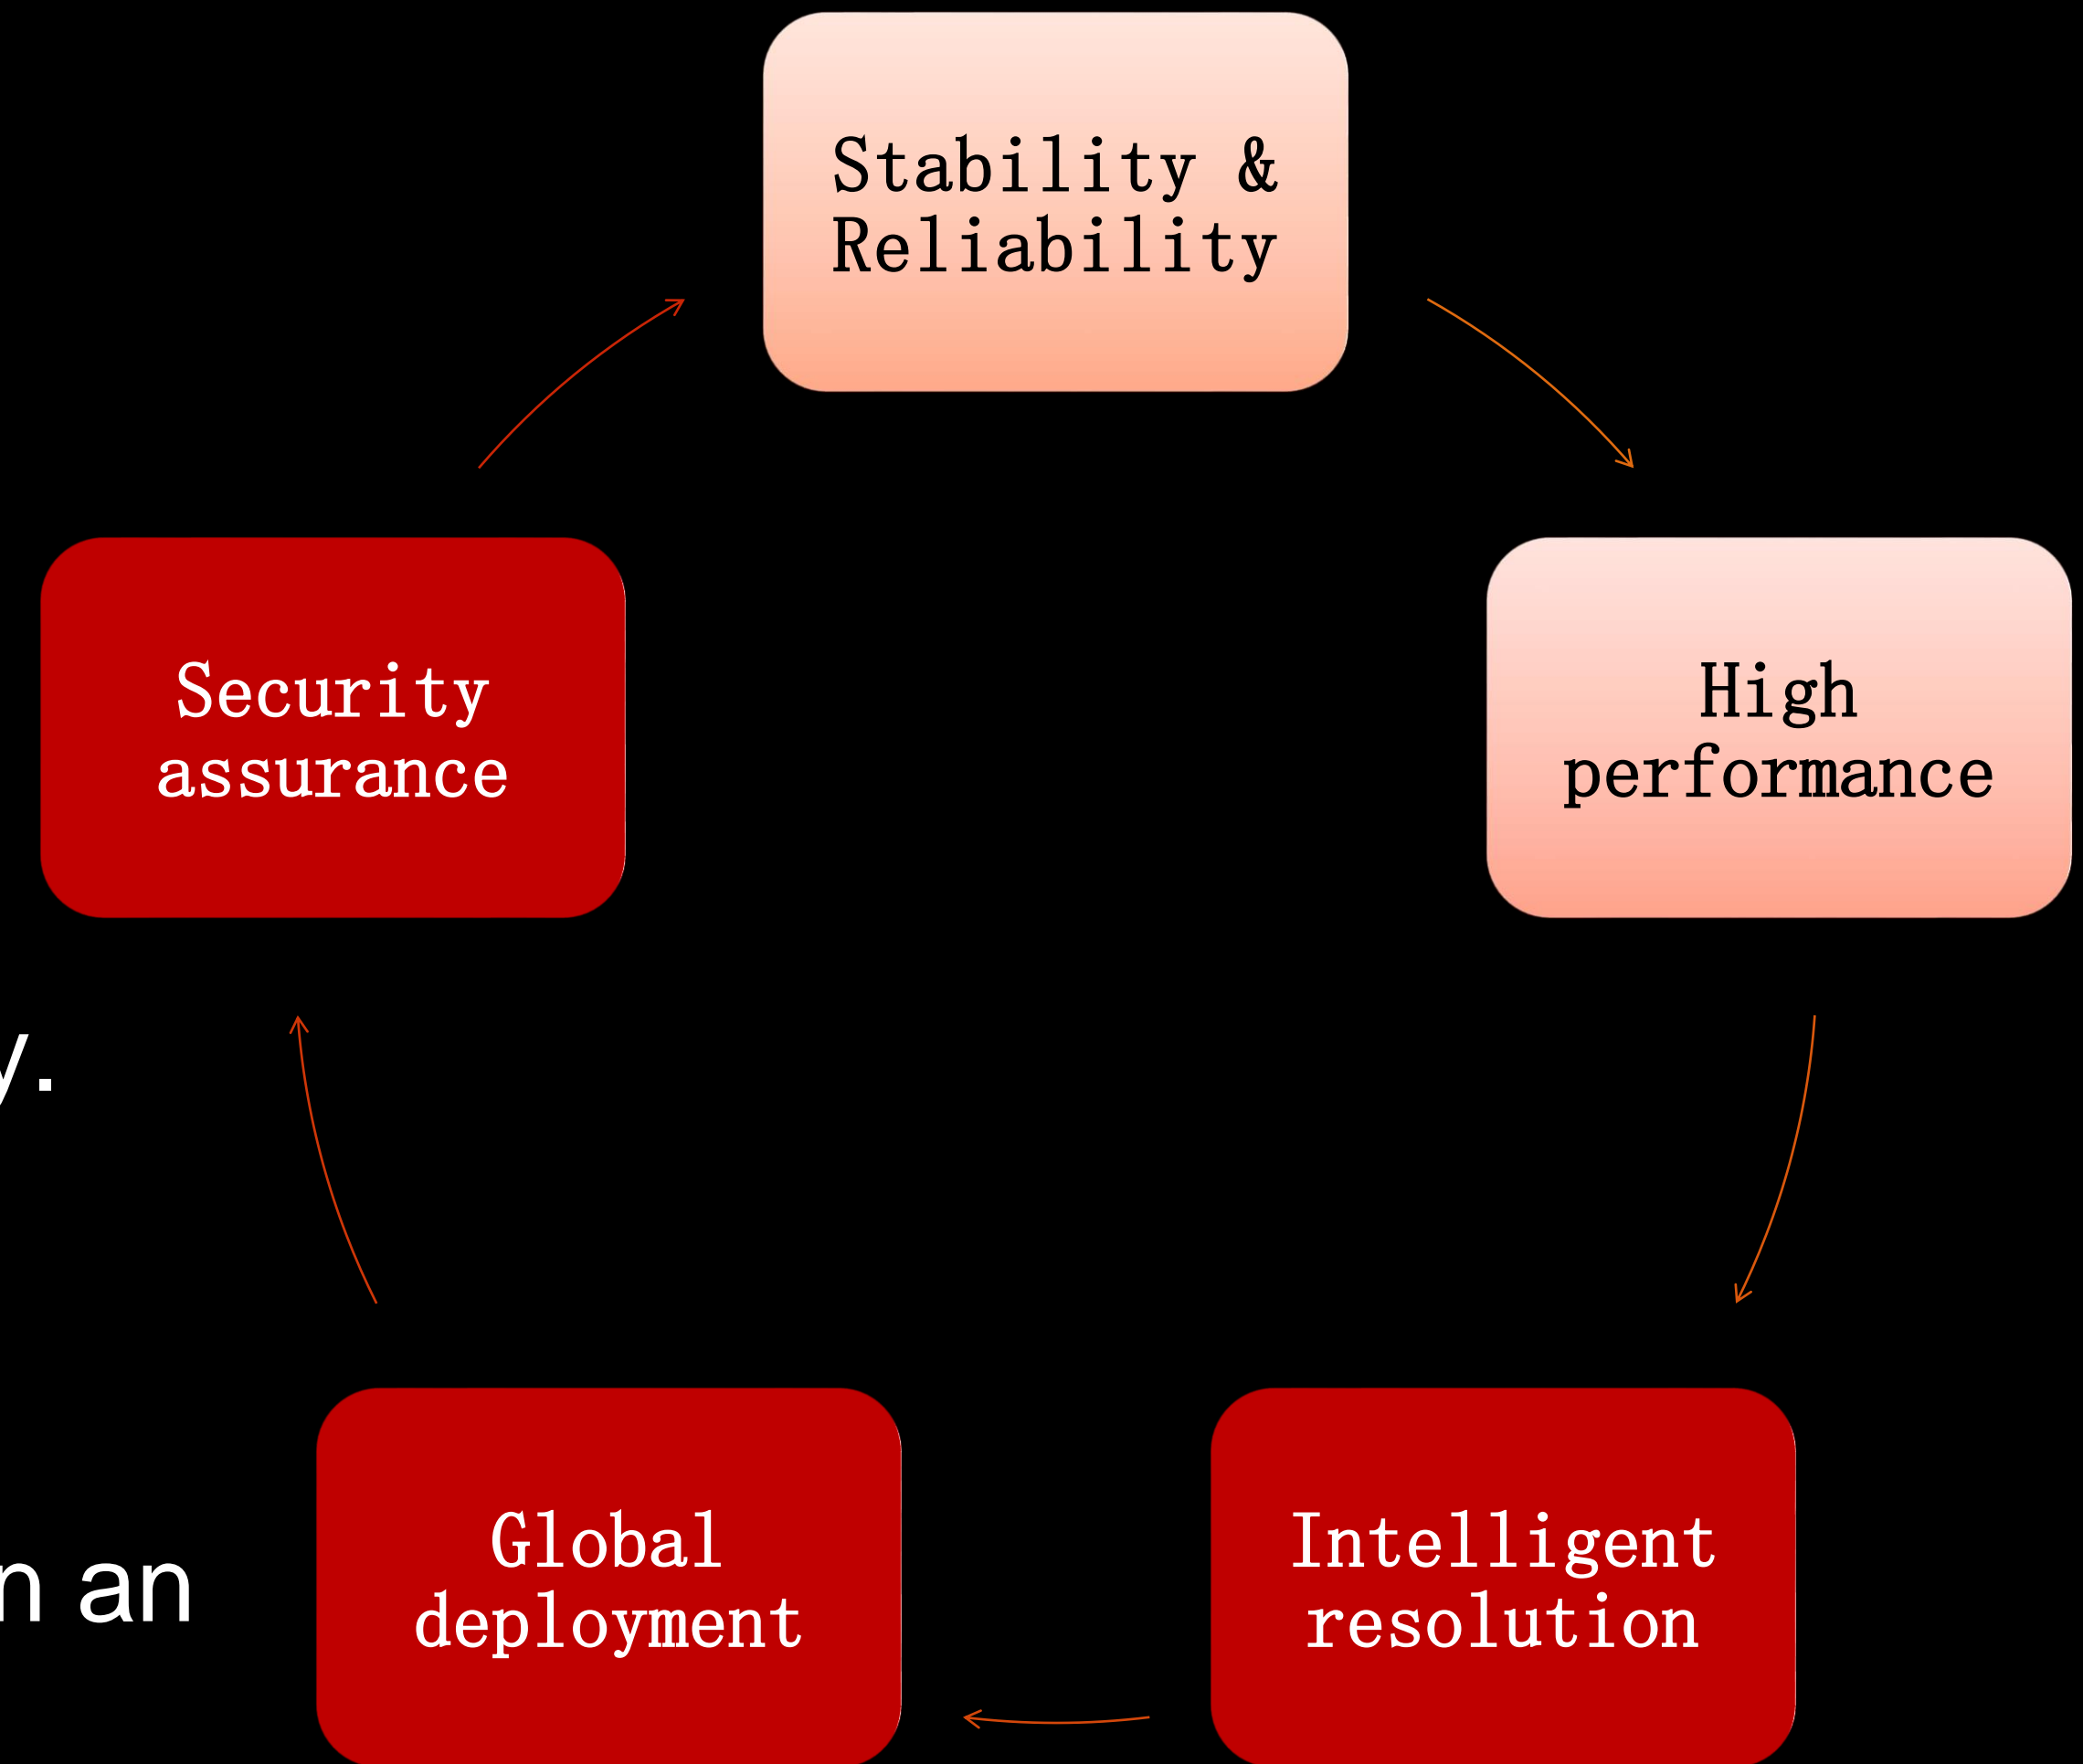 Stability &
Reliability
Security
assurance
High
performance
y.
n an
Global
deployment
Intelligent
resolution